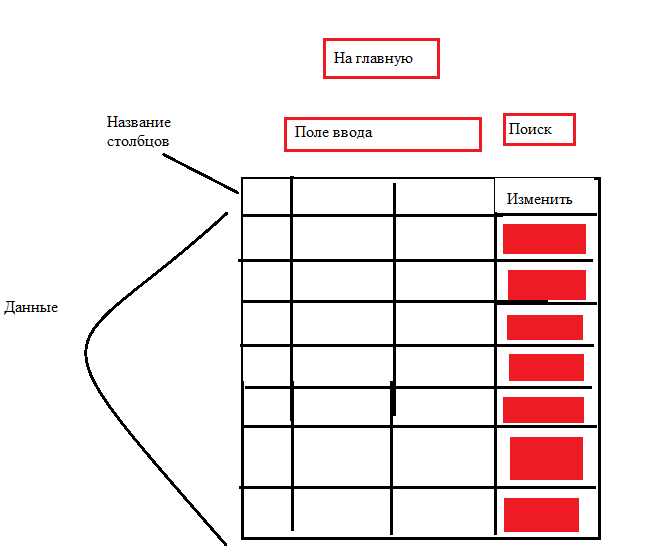 На главную
Название
столбцов
Поле ввода
Поиск
Изменить
Данные